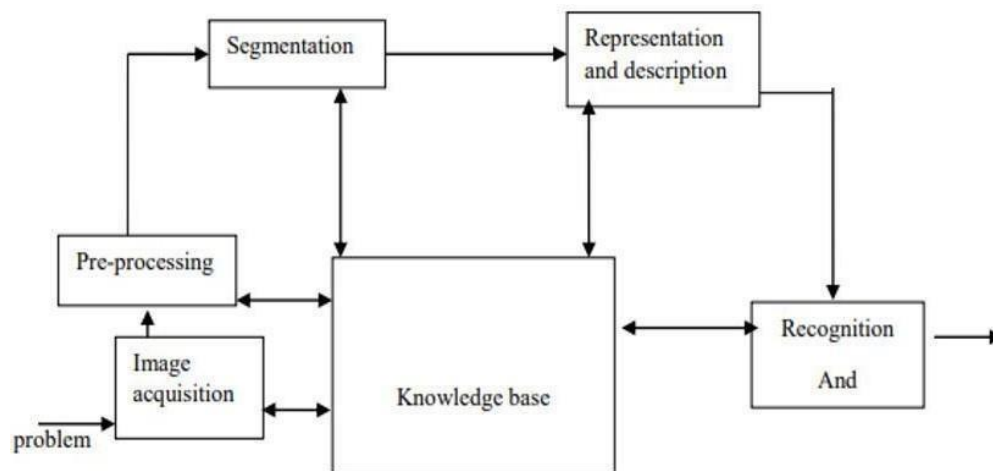 Segmentation
Representation
and description
Pre-processing
Image
acquisition
Knowledge base
Recognition
And
problem